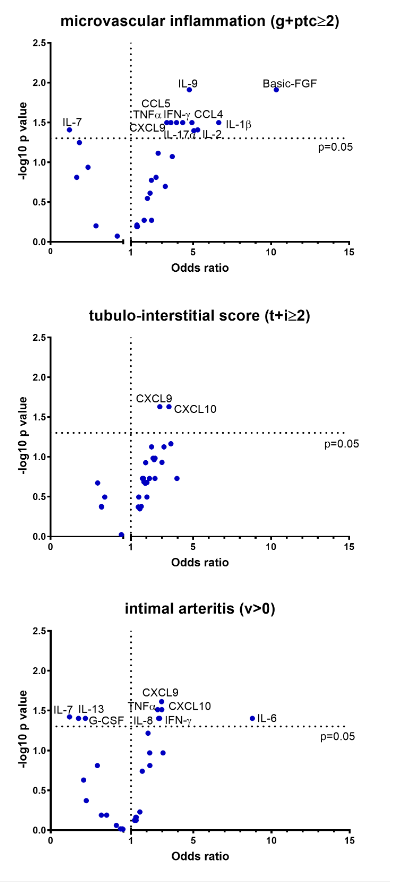 microvascular inflammation (g+ptc≥2)
2.5
2.0
1.5
1.0
0.5
0.0
-log10 p value
IL-9
Basic-FGF
CCL5
TNFα IFN-γ CCL4
IL-7
CXCL9
IL-1β
IL-17α IL-2
p=0.05
0 1 5 10 15
Odds ratio
tubulo-interstitial score (t+i≥2)
2.5
2.0
1.5
1.0
0.5
0.0
-log10 p value
CXCL9
CXCL10
p=0.05
0 1 5 10 15
Odds ratio
intimal arteritis (v>0)
2.5
2.0
1.5
1.0
0.5
0.0
-log10 p value
CXCL9
IL-7 IL-13 TNFα CXCL10
G-CSF IL-8 IFN-γ IL-6
p=0.05
0 1 5 10 15
Odds ratio